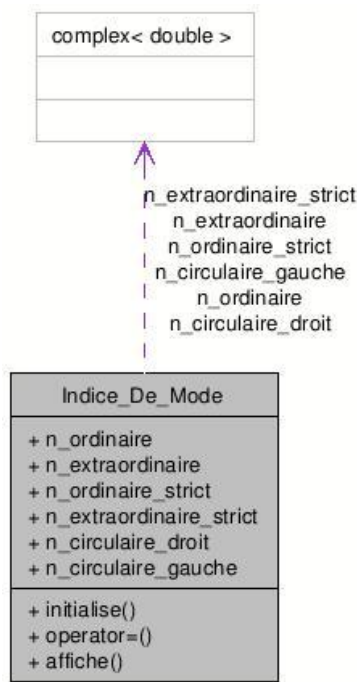 complex< double >
n_extraordinaire_strict
n_extraordinaire
n_ordinaire_strict
n_circulaire_gauche
n_ordinaire
n_circulaire_droit
Indice_De_Mode
+ n_ordinaire
+ n_extraordinaire
+ n_ordinaire_strict
+ n_extraordinaire_strict
+ n_circulaire_droit
+ n_circulaire_gauche
+ initialise()
+ operator=()
+ affiche()